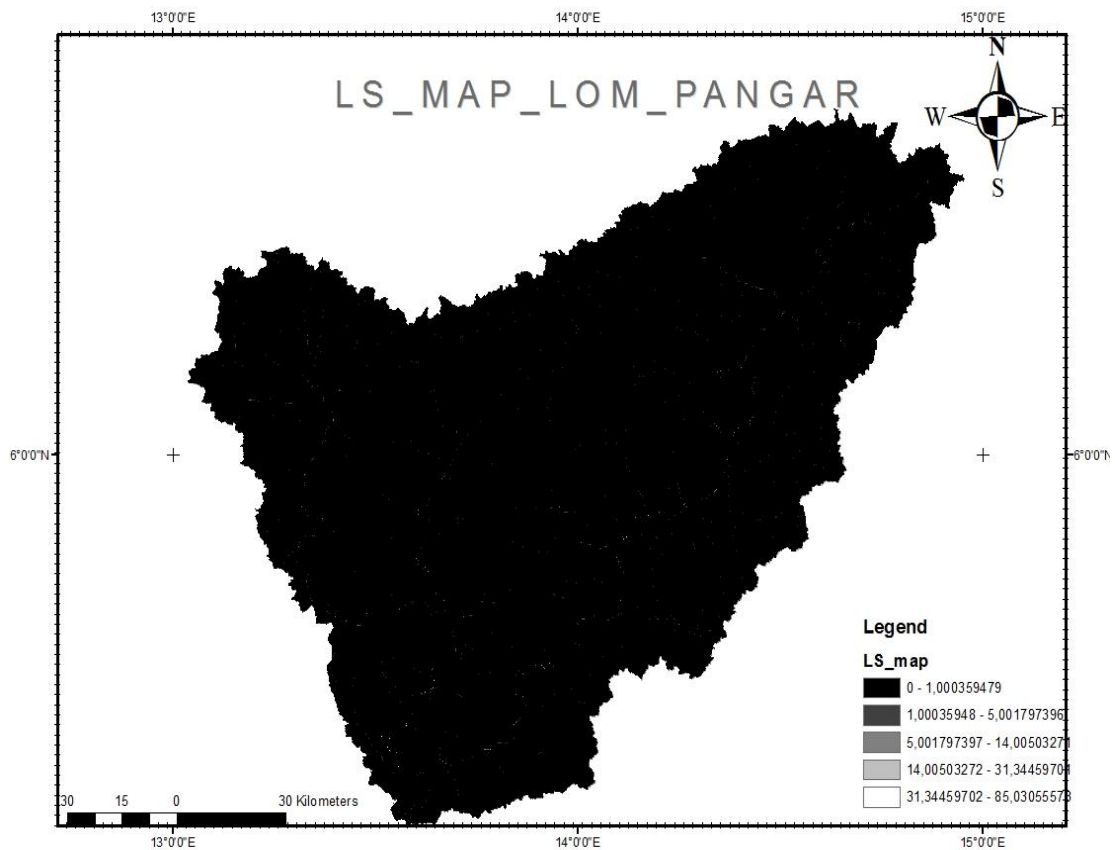 13°0'0"E 14°0'0"E 15°0'0"E
N
LS_MAP_LOM_PANGAR
W E
S
6°0'0"N 6°0'0"N
Legend
LS_map
0 - 1,000359479
1,00035948 - 5,001797396
5,001797397 - 14,00503271
14,00503272 - 31,34459701
31,34459702 - 85,03055573
30 15 0 30 Kilometers
13°0'0"E 14°0'0"E 15°0'0"E